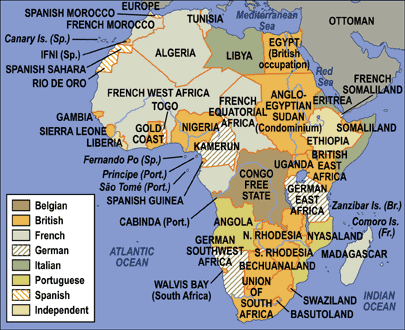 EUROPE
SPANISH MOROCCO
FRENCH MOROCCO
TUNISIA
Mediterranean
Sea
OTTOMAN
Canary Is. (Sp.)
IFNI (Sp.)
SPANISH SAHARA
RIO DE ORO
ALGERIA
LIBYA
EGYPT
(British
occupation)
Red
Sea
FRENCH
SOMALILAND
FRENCH WEST AFRICA
TOGO
FRENCH
EQUATORIAL
AFRICA
ANGLO-
EGYPTIAN
SUDAN
(Condominium)
ERITREA
GAMBIA
SIERRA LEONE
LIBERIA
GOLD
COAST
NIGERIA
KAMERUN
ETHIOPIA
SOMALILAND
Fernando Po (Sp.)
Príncipe (Port.)
São Tomé (Port.)
SPANISH GUINEA
CABINDA (Port.)
CONGO
FREE
STATE
UGANDA
BRITISH
EAST
AFRICA
GERMAN
EAST
AFRICA
Zanzibar Is. (Br.)
Comoro Is.
(Fr.)
ANGOLA
N. RHODESIA
NYASALAND
MADAGASCAR
GERMAN
SOUTHWEST
AFRICA
S. RHODESIA
BECHUANALAND
WALVIS BAY
(South Africa)
UNION
OF
SOUTH
AFRICA
SWAZILAND
BASUTOLAND
ATLANTIC
OCEAN
INDIAN
OCEAN
Belgian
British
French
German
Italian
Portuguese
Spanish
Independent